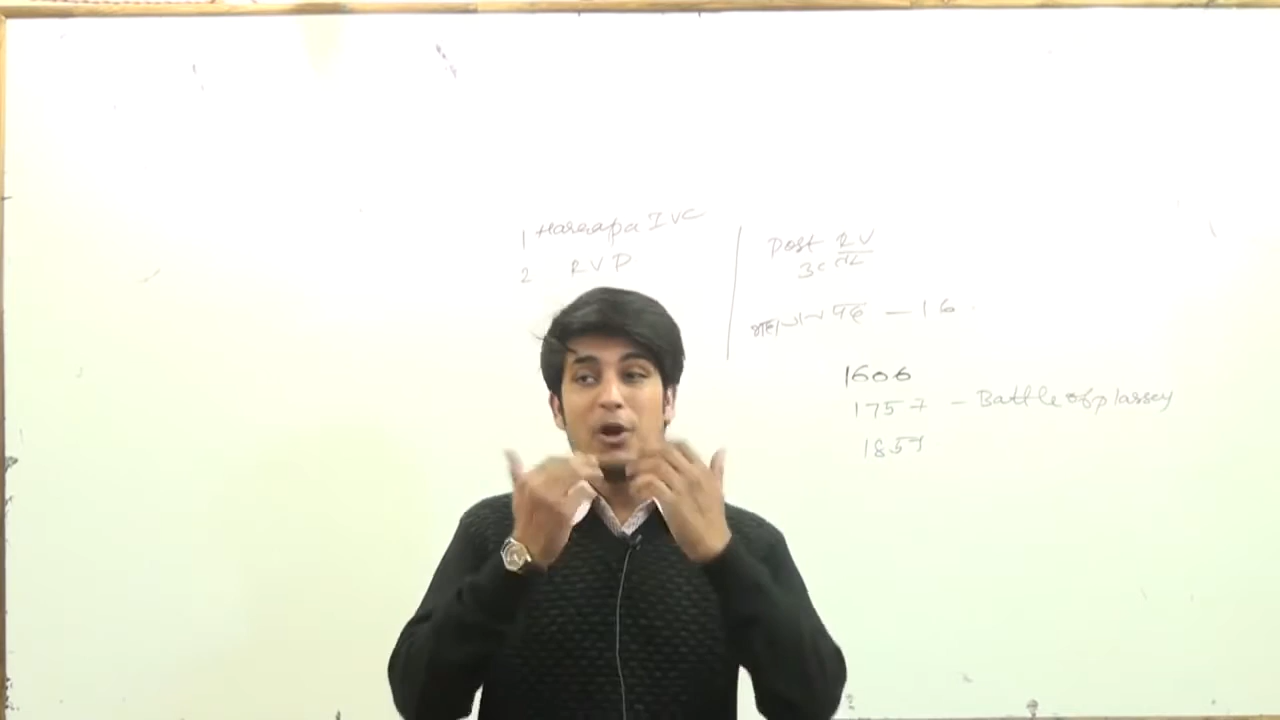 1 Harrapa IVC
2 RVP
Post RV
महाजनपद - 16
1606
1757 - Battle of plassey
1857